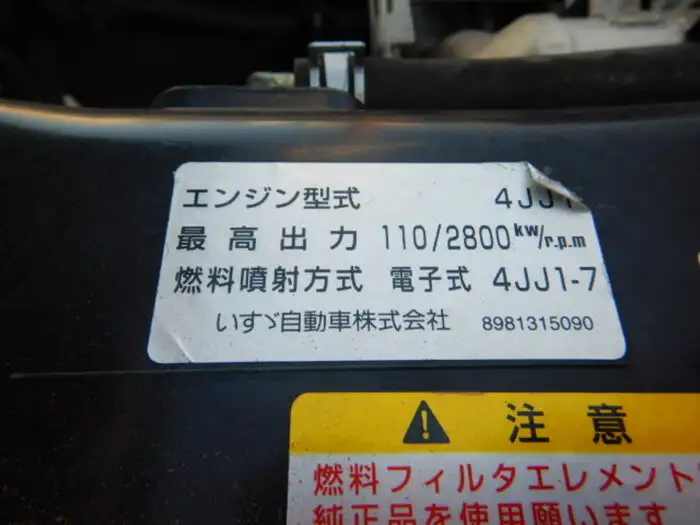 エンジン型式 4JJ1
最高出力 110/2800 kw/r.p.m
燃料噴射方式 電子式 4JJ1-7
いすゞ自動車株式会社 8981315090
注意
燃料フィルタエレメント
純正品を使用願います